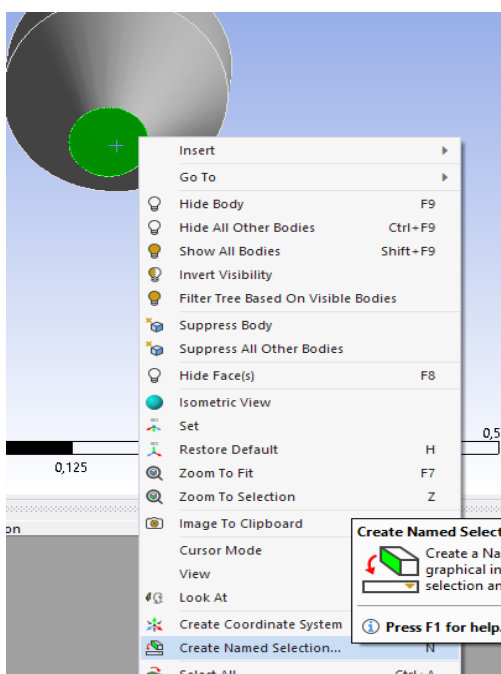 Insert
Go To
Hide Body F9
Hide All Other Bodies Ctrl+F9
Show All Bodies Shift+F9
Invert Visibility
Filter Tree Based On Visible Bodies
Suppress Body
Suppress All Other Bodies
Hide Face(s) F8
Isometric View
Set
Restore Default H
Zoom To Fit F7
Zoom To Selection Z
Image To Clipboard
Cursor Mode
View
Look At
Create Coordinate System
Create Named Selection... N
Select All Ctrl+A
0,5
0,125
on
Create Named Select
Create a Na
graphical in
selection an
Press F1 for help.